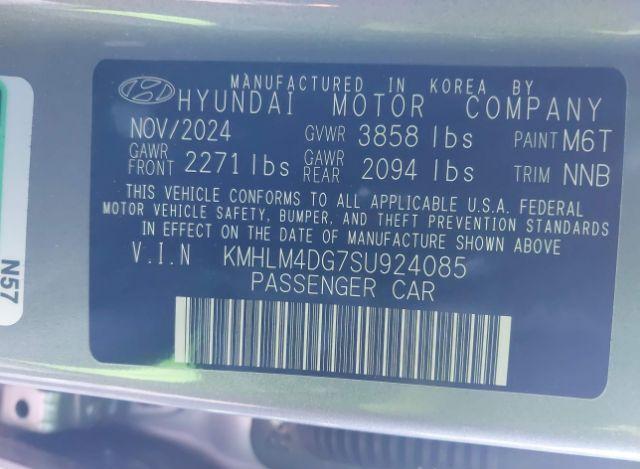 MANUFACTURED IN KOREA BY
HYUNDAI MOTOR COMPANY
NOV/2024 GVWR 3858 lbs PAINT M6T
GAWR FRONT 2271 lbs GAWR REAR 2094 lbs TRIM NNB
THIS VEHICLE CONFORMS TO ALL APPLICABLE U.S.A. FEDERAL
MOTOR VEHICLE SAFETY, BUMPER, AND THEFT PREVENTION STANDARDS
IN EFFECT ON THE DATE OF MANUFACTURE SHOWN ABOVE
V.I.N KMHLM4DG7SU924085
PASSENGER CAR
N57